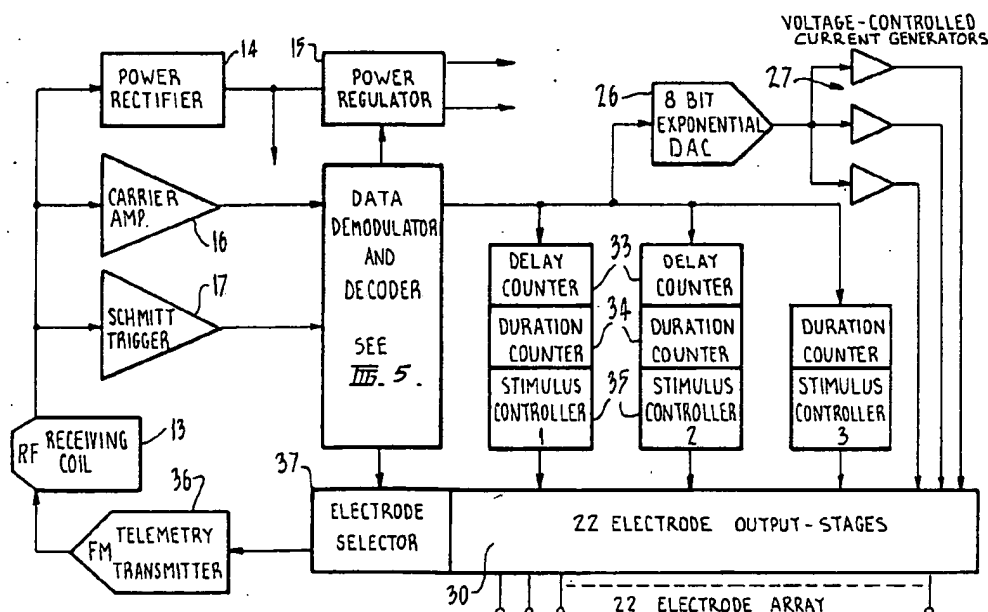 VOLTAGE-CONTROLLED
CURRENT GENERATORS
14
15
POWER
RECTIFIER
POWER
REGULATOR
26
8 BIT
EXPONENTIAL
DAC
27
CARRIER
AMP.
16
DATA
DEMODULATOR
AND
DECODER
SEE
FIG. 5.
17
SCHMITT
TRIGGER
DELAY
COUNTER
33
DELAY
COUNTER
DURATION
COUNTER
34
DURATION
COUNTER
DURATION
COUNTER
STIMULUS
CONTROLLER
1
35
STIMULUS
CONTROLLER
2
STIMULUS
CONTROLLER
3
13
RF RECEIVING
COIL
36
FM TELEMETRY
TRANSMITTER
37
ELECTRODE
SELECTOR
22 ELECTRODE OUTPUT-STAGES
30
22 ELECTRODE ARRAY